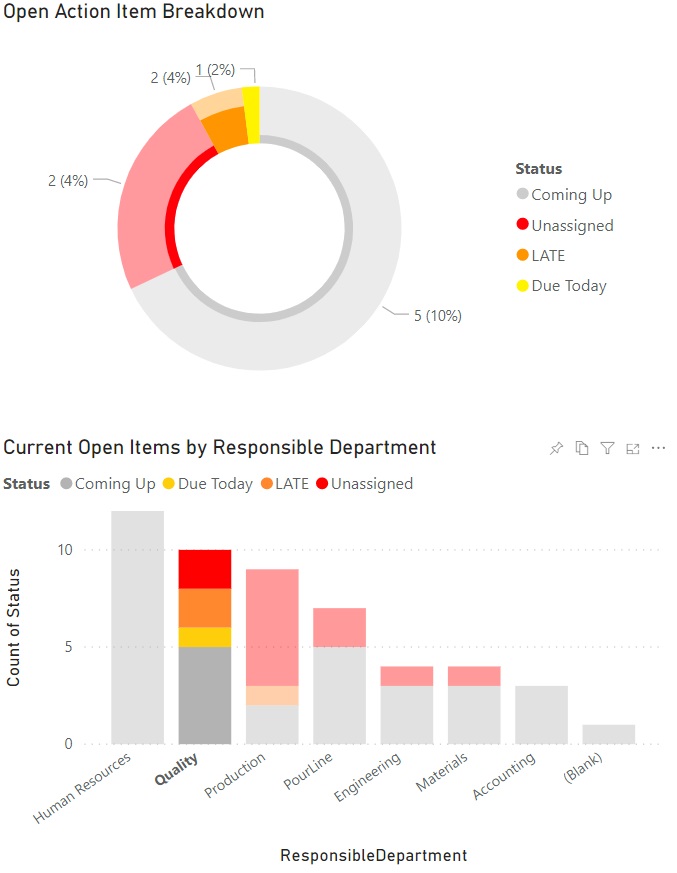 Open Action Item Breakdown
1 (2%)
2 (4%)
2 (4%)
5 (10%)
Status
Coming Up
Unassigned
LATE
Due Today
Current Open Items by Responsible Department
Status Coming Up Due Today LATE Unassigned
Count of Status
10
5
0
Human Resources
Quality
Production
PourLine
Engineering
Materials
Accounting
(Blank)
ResponsibleDepartment